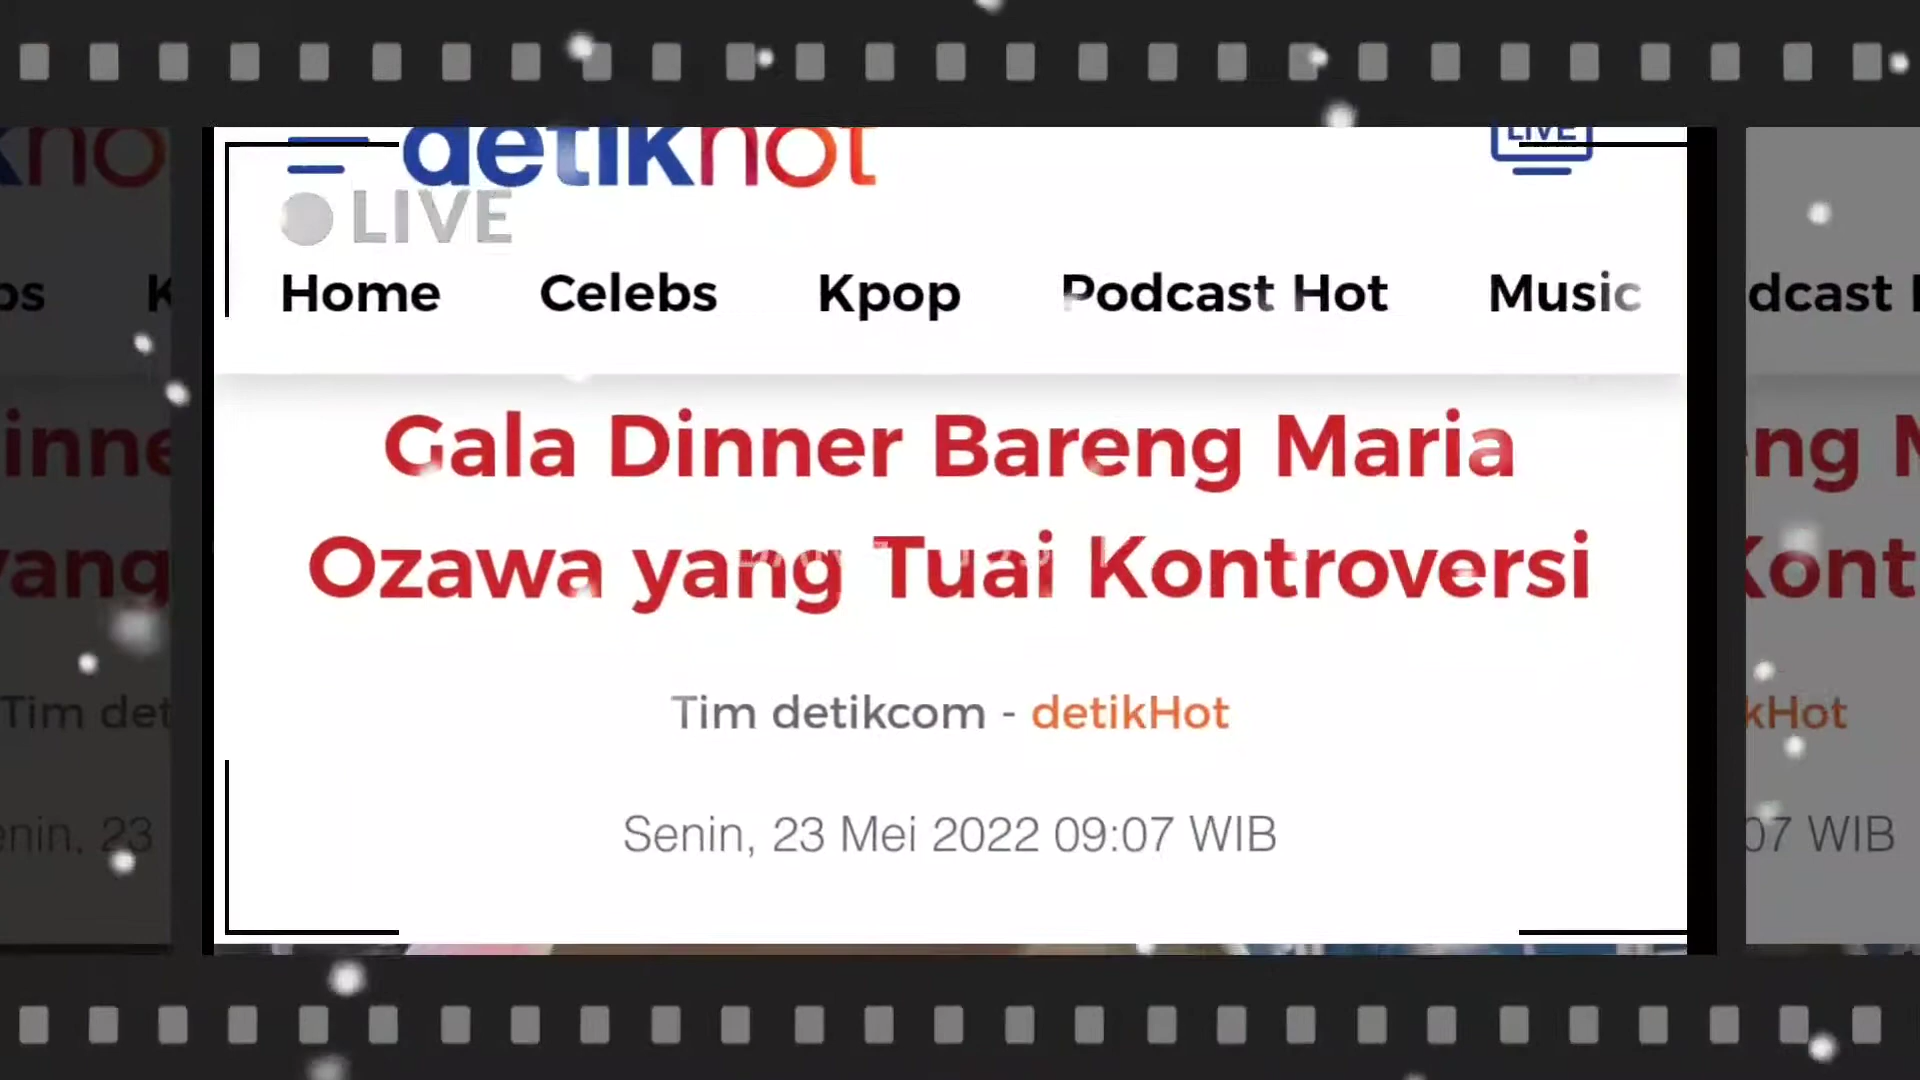 detikhot
LIVE
LIVE
Home Celebs Kpop Podcast Hot Music
Gala Dinner Bareng Maria
Ozawa yang Tuai Kontroversi
Tim detikcom - detikHot
Senin, 23 Mei 2022 09:07 WIB